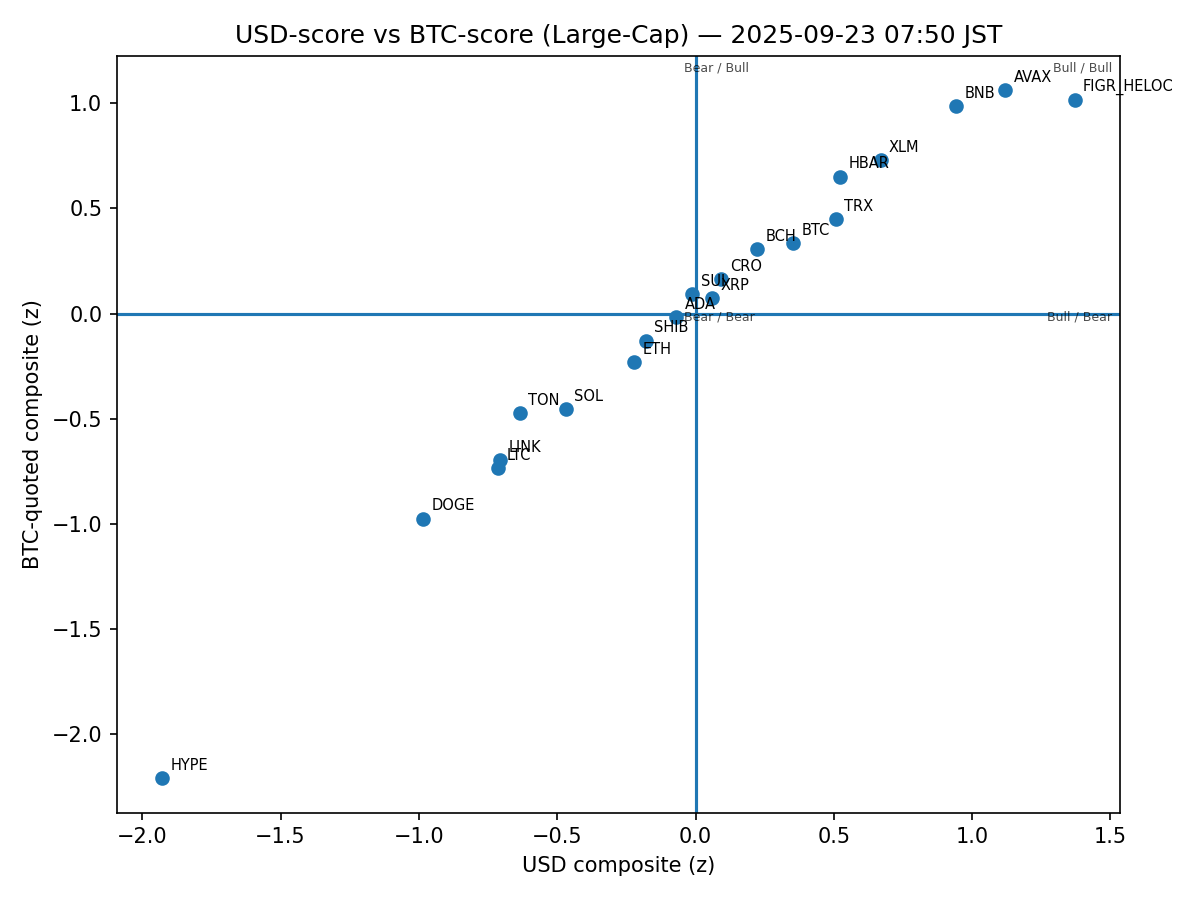 USD-score vs BTC-score (Large-Cap) — 2025-09-23 07:50 JST
Bear / Bull
Bull / Bull
AVAX
FIGR_HELOC
BNB
XLM
HBAR
TRX
BTC
BCH
CRO
SUI
XRP
ADA
Bear / Bear
Bull / Bear
SHIB
ETH
SOL
TON
LINK
LTC
DOGE
HYPE
1.0
0.5
0.0
−0.5
−1.0
−1.5
−2.0
BTC-quoted composite (z)
−2.0 −1.5 −1.0 −0.5 0.0 0.5 1.0 1.5
USD composite (z)